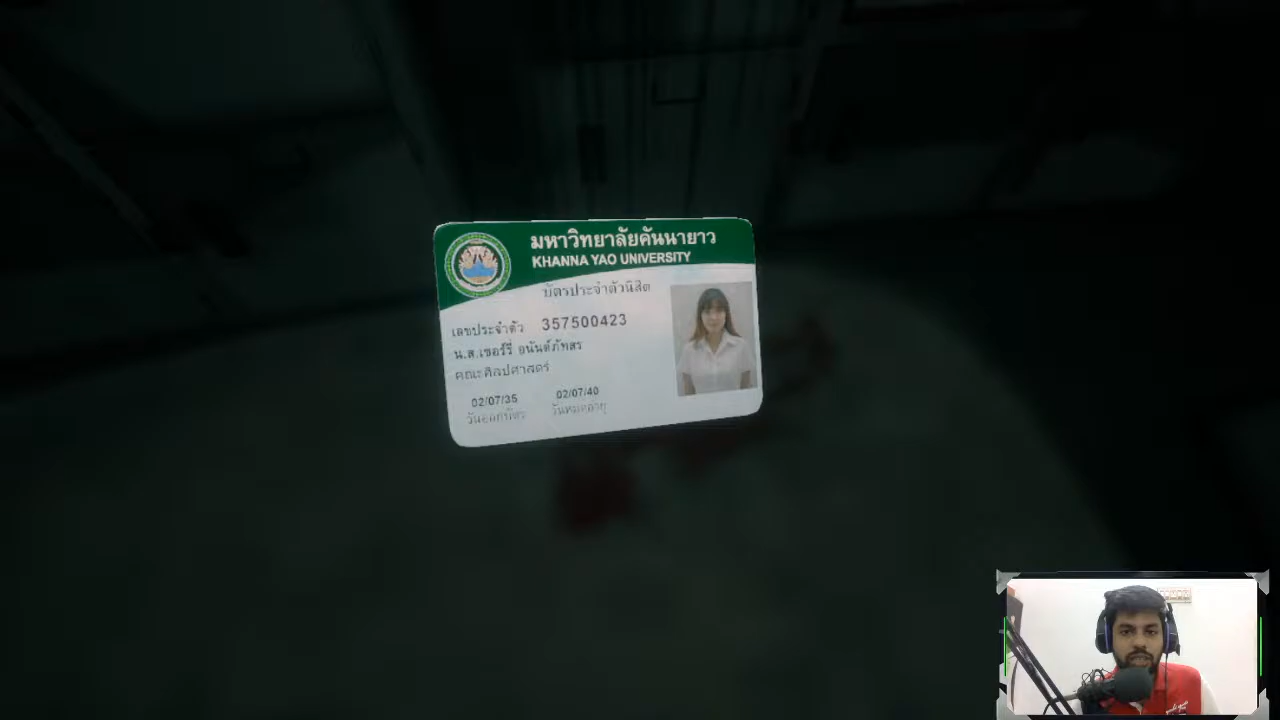 มหาวิทยาลัยคันนายาว
KHANNA YAO UNIVERSITY
บัตรประจำตัวนิสิต
เลขประจำตัว 357500423
น.ส.เชอร์รี่ อนันต์ภัทสร
คณะศิลปศาสตร์
02/07/35 02/07/40
วันออกบัตร วันหมดอายุ